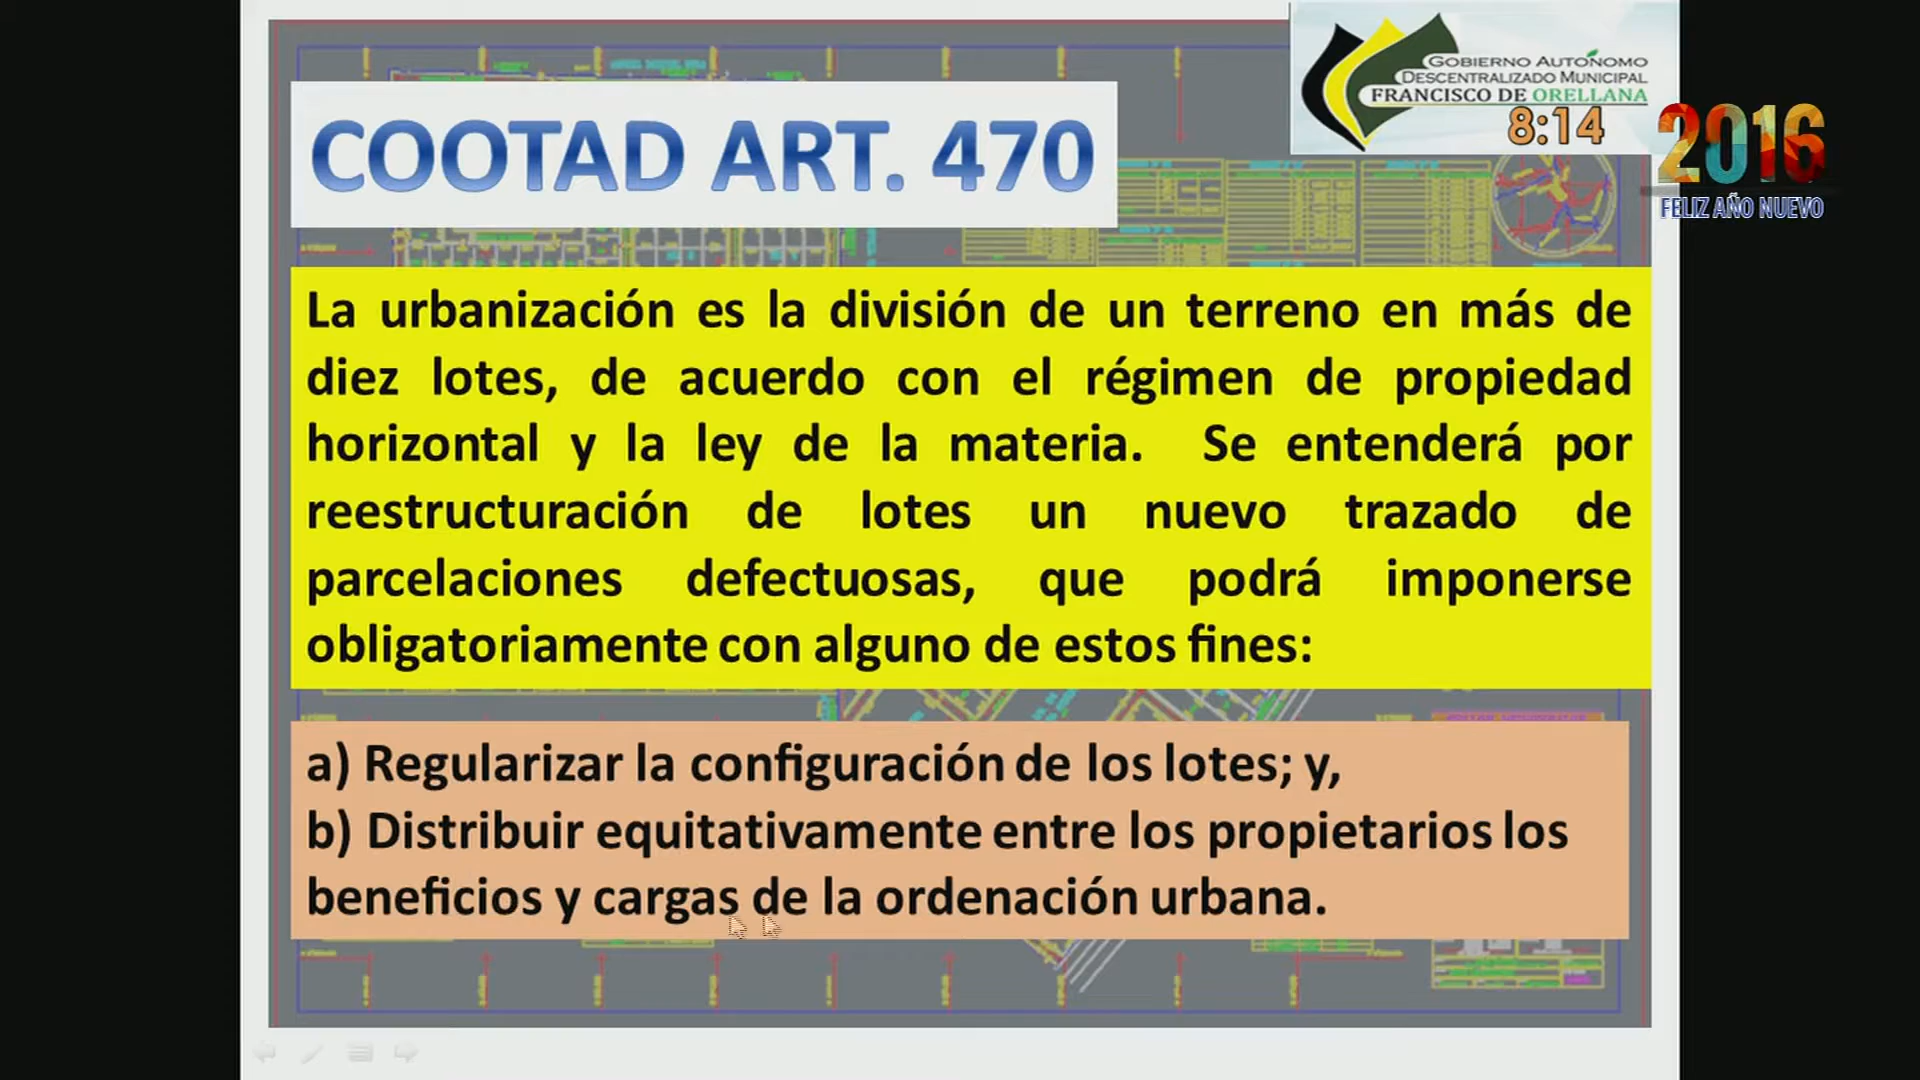 GOBIERNO AUTÓNOMO
DESCENTRALIZADO MUNICIPAL
FRANCISCO DE ORELLANA
8:14
2016
FELIZ AÑO NUEVO
COOTAD ART. 470
La urbanización es la división de un terreno en más de
diez lotes, de acuerdo con el régimen de propiedad
horizontal y la ley de la materia. Se entenderá por
reestructuración de lotes un nuevo trazado de
parcelaciones defectuosas, que podrá imponerse
obligatoriamente con alguno de estos fines:
a) Regularizar la configuración de los lotes; y,
b) Distribuir equitativamente entre los propietarios los
beneficios y cargas de la ordenación urbana.